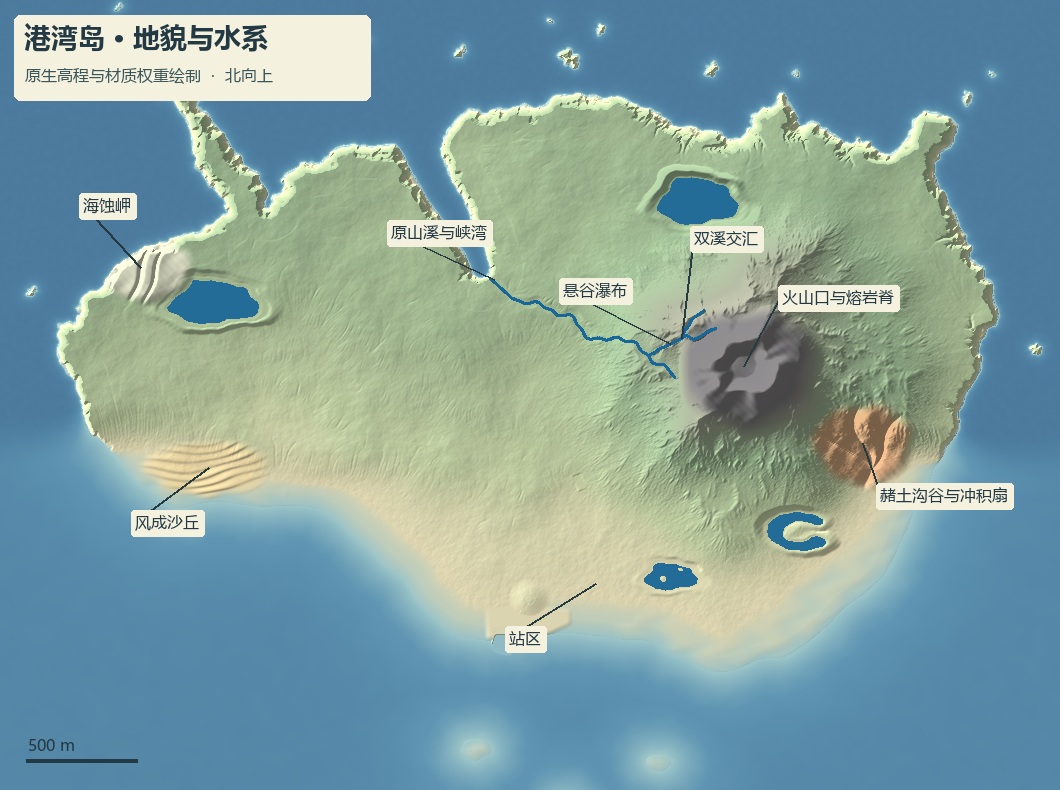 港湾岛 • 地貌与水系
原生高程与材质权重绘制 · 北向上
海蚀岬
原山溪与峡湾
双溪交汇
悬谷瀑布
火山口与熔岩脊
赭土沟谷与冲积扇
风成沙丘
站区
500 m